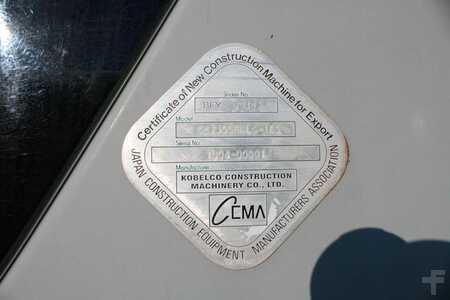 Certificate of New Construction Machine for Export
Model
Serial No.
Manufacture
KOBELCO CONSTRUCTION
MACHINERY CO., LTD.
CEMA
JAPAN CONSTRUCTION EQUIPMENT MANUFACTURERS ASSOCIATION